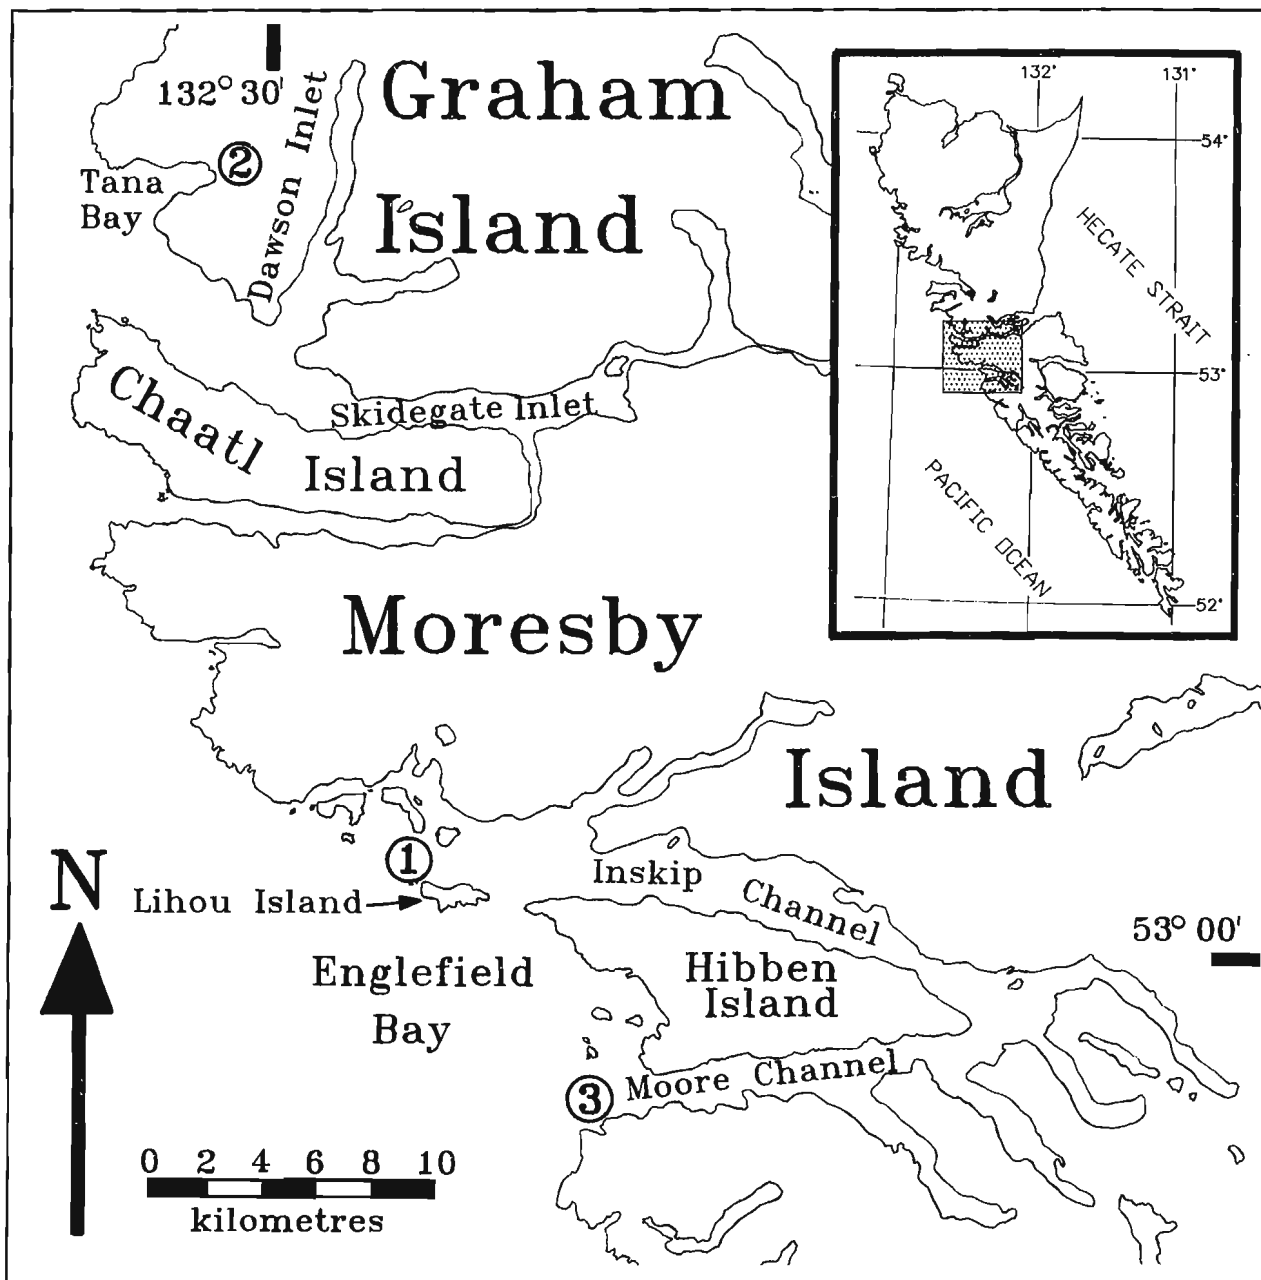 Graham
Island
132° 30'
Dawson Inlet
2
Tana
Bay
Chaatl
Island
Skidegate Inlet
Moresby
Island
132°
131°
54°
HECATE STRAIT
53°
PACIFIC OCEAN
52°
1
Lihou Island
N
Inskip Channel
53° 00'
Englefield
Bay
Hibben
Island
3
Moore Channel
0 2 4 6 8 10
kilometres